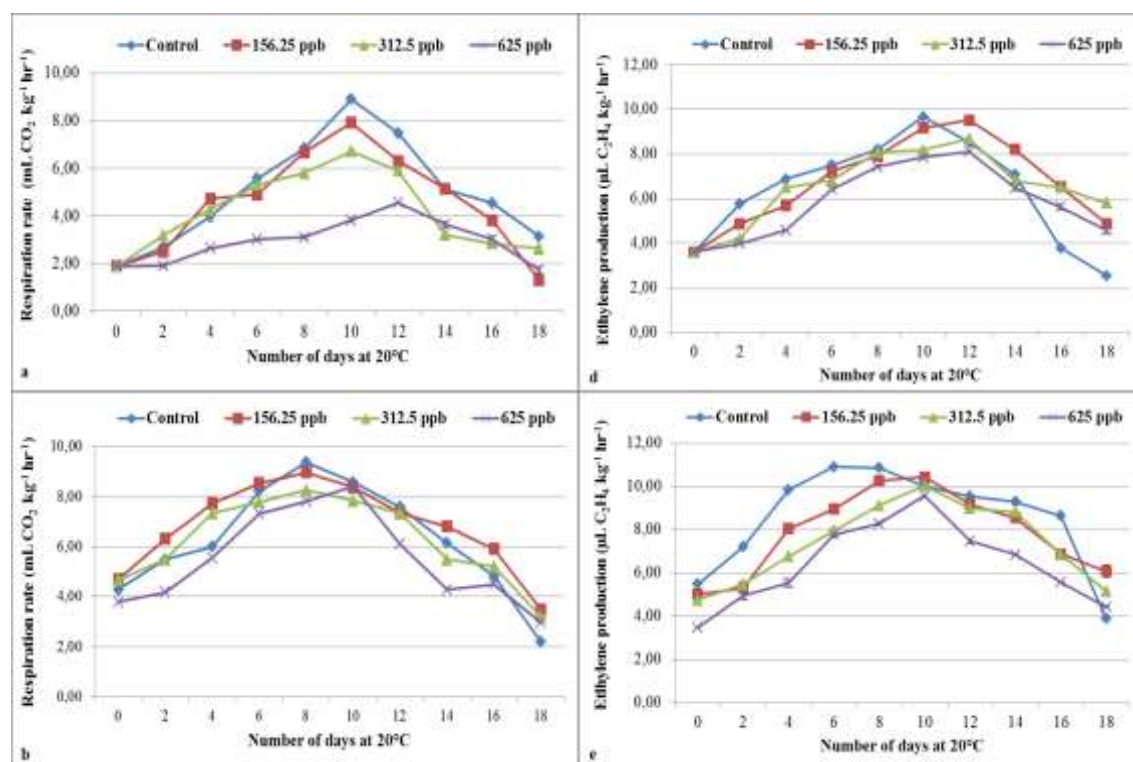 Control 156.25 ppb 312.5 ppb 625 ppb
Respiration rate (mL CO₂ kg⁻¹ hr⁻¹)
10,00
8,00
6,00
4,00
2,00
0,00
0 2 4 6 8 10 12 14 16 18
Number of days at 20°C
a
Control 156.25 ppb 312.5 ppb 625 ppb
Etihylene production (µL C₂H₄ kg-¹ hr⁻¹)
12,00
10,00
8,00
6,00
4,00
2,00
0,00
0 2 4 6 8 10 12 14 16 18
Number of days at 20°C
d
Control 156.25 ppb 312.5 ppb 625 ppb
Respiration rate (mL CO₂ kg⁻¹ hr⁻¹)
10,00
8,00
6,00
4,00
2,00
0,00
0 2 4 6 8 10 12 14 16 18
Number of days at 20°C
b
Control 156.25 ppb 312.5 ppb 625 ppb
Etihylene production (µL C₂H₄ kg⁻¹ hr⁻¹)
12,00
10,00
8,00
6,00
4,00
2,00
0,00
0 2 4 6 8 10 12 14 16 18
Number of days at 20°C
e